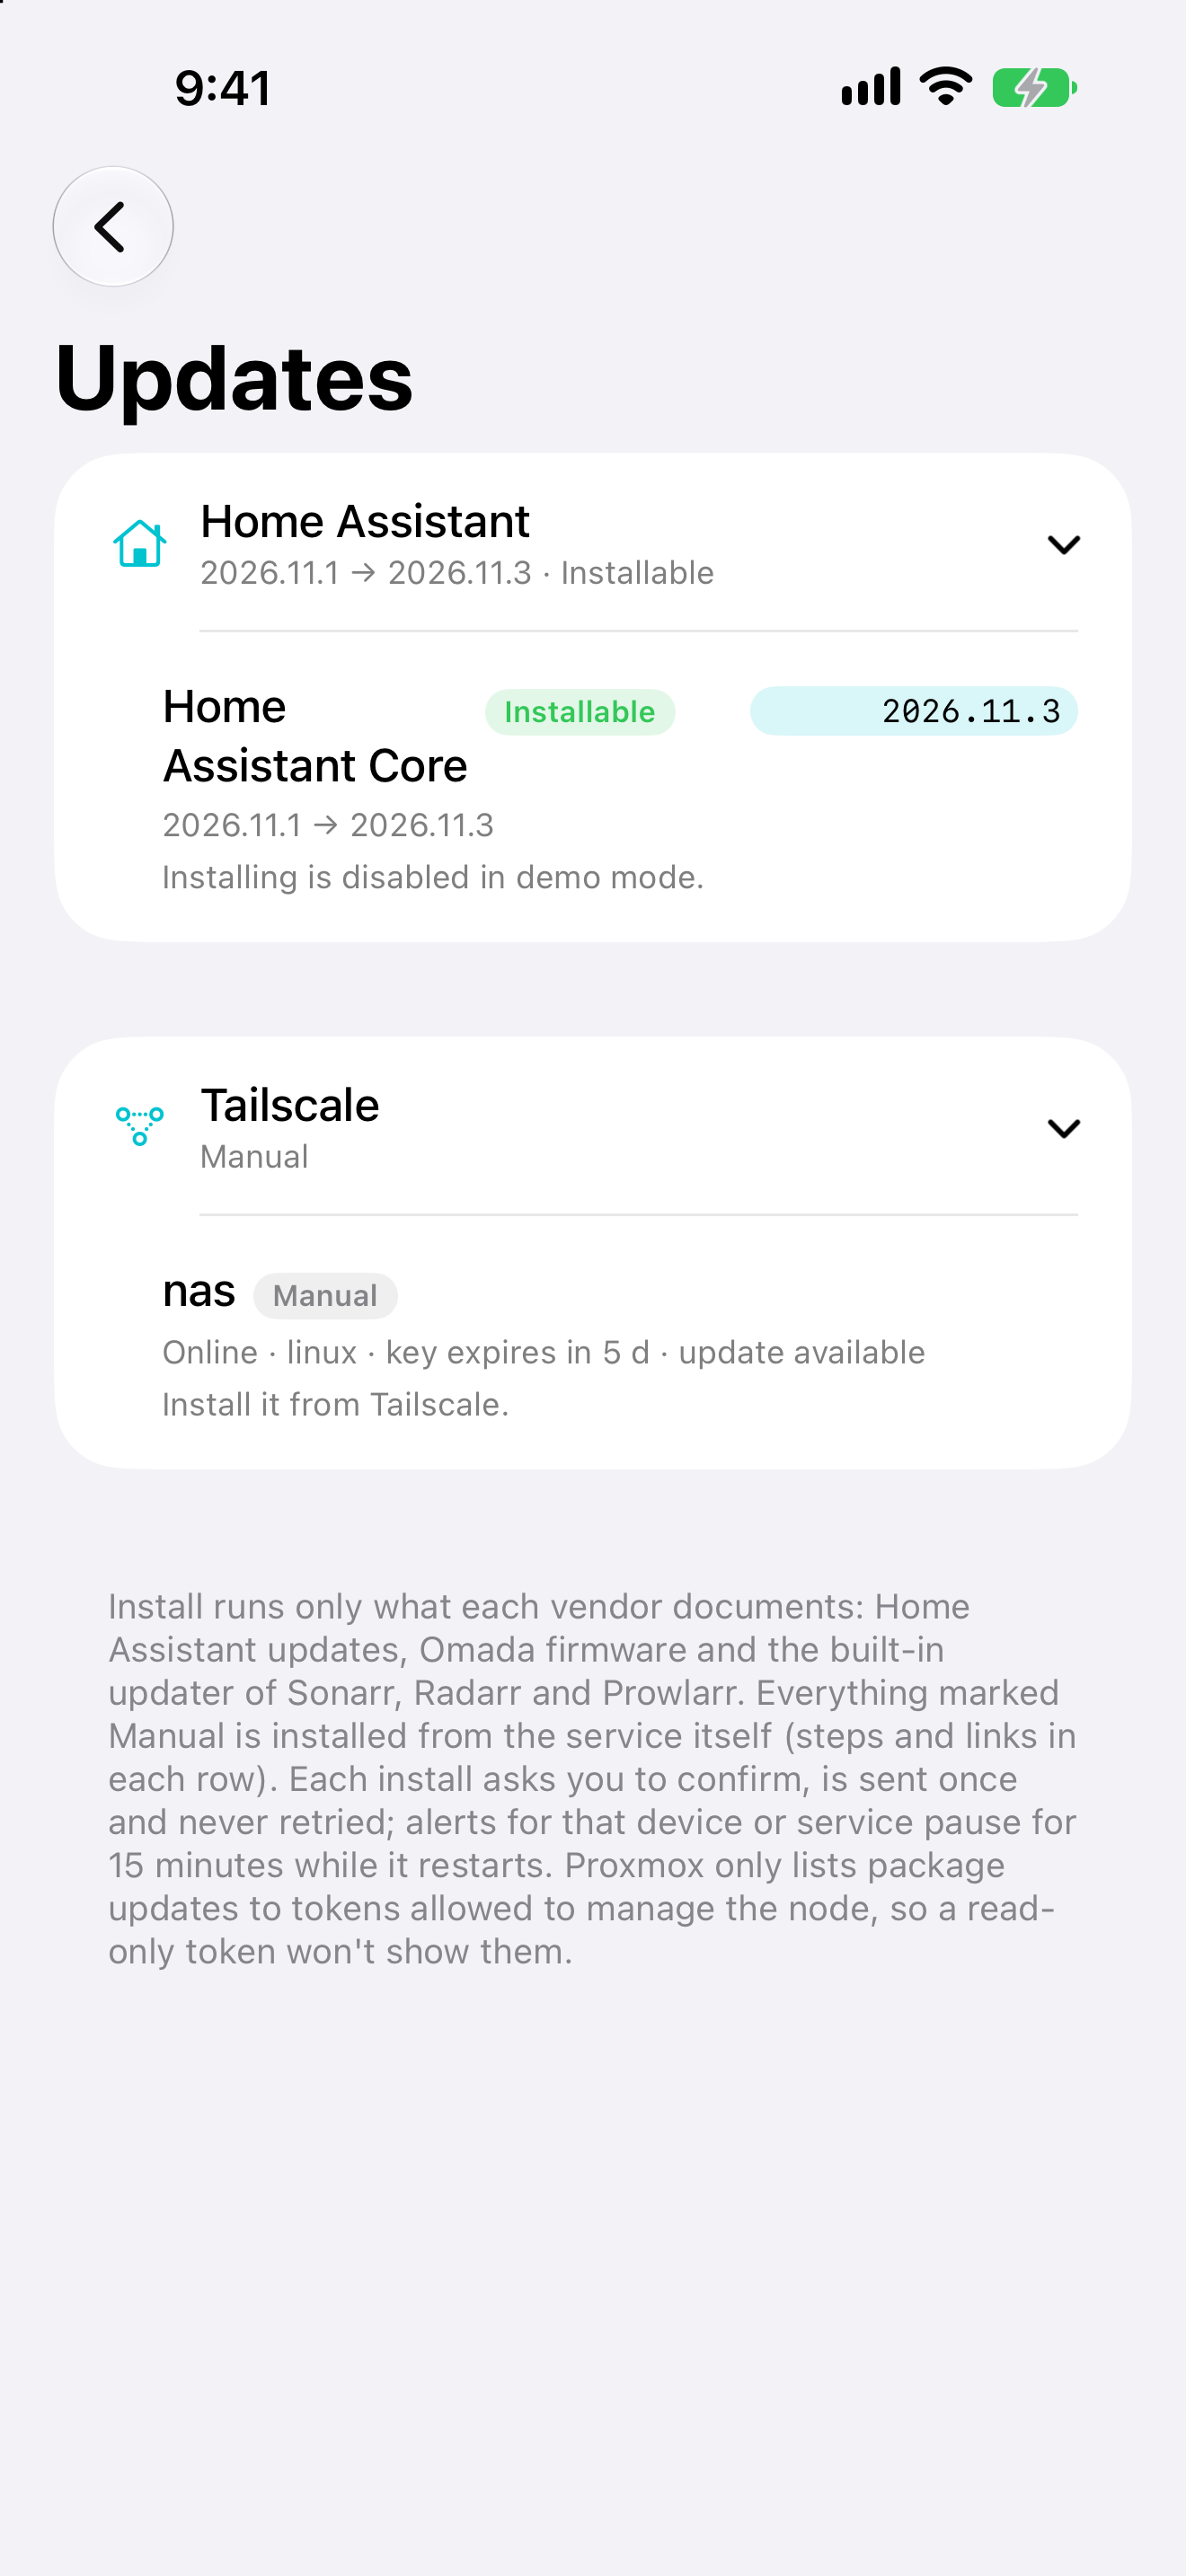 9:41
Updates
Home Assistant
2026.11.1 → 2026.11.3 · Installable
Home Installable 2026.11.3
Assistant Core
2026.11.1 → 2026.11.3
Installing is disabled in demo mode.
Tailscale
Manual
nas Manual
Online · linux · key expires in 5 d · update available
Install it from Tailscale.
Install runs only what each vendor documents: Home
Assistant updates, Omada firmware and the built-in
updater of Sonarr, Radarr and Prowlarr. Everything marked
Manual is installed from the service itself (steps and links in
each row). Each install asks you to confirm, is sent once
and never retried; alerts for that device or service pause for
15 minutes while it restarts. Proxmox only lists package
updates to tokens allowed to manage the node, so a read-
only token won't show them.